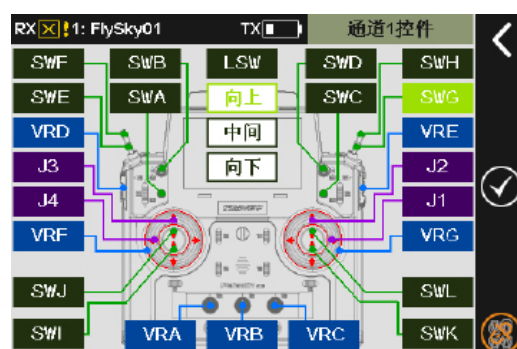 RX !1: FlySky01 TX 通道1控件
SWF SWB LSW SWD SWH
SWE SWA 向上 SWC SWG
VRD 中间 VRE
J3 向下 J2
J4 J1
VRF VRG
SWJ SWL
SWI VRA VRB VRC SWK